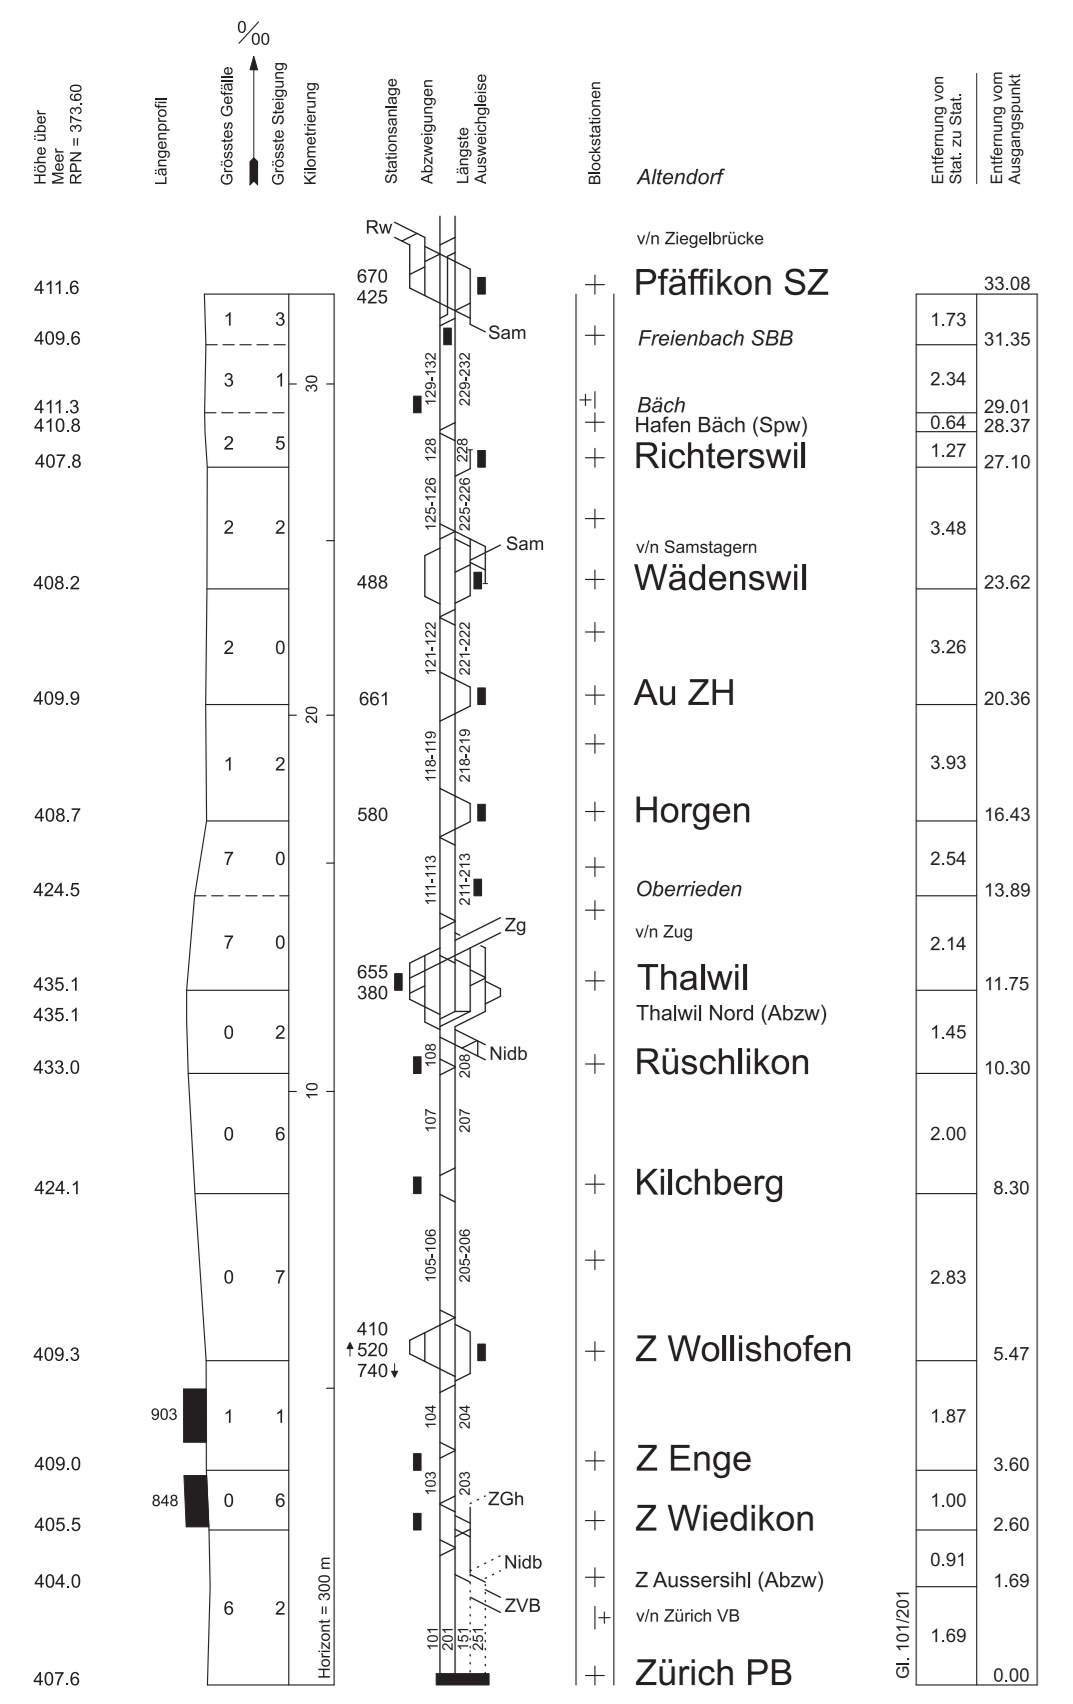 0/00
Höhe über
Meer
RPN = 373.60
Längenprofil
Grösstes Gefälle
Grösste Steigung
Kilometrierung
Stationsanlage
Abzweigungen
Längste
Ausweichgleise
Blockstationen
Altendorf
Entfernung von
Stat. zu Stat.
Entfernung vom
Ausgangspunkt
Rw
v/n Ziegelbrücke
411.6
670
425
Pfäffikon SZ
33.08
1 3
Sam
1.73
409.6
Freienbach SBB
31.35
3 1
30
129-132
229-232
2.34
411.3
Bäch
29.01
410.8
Hafen Bäch (Spw)
0.64
28.37
2 5
128
228
1.27
407.8
Richterswil
27.10
2 2
125-126
225-226
3.48
Sam
v/n Samstagern
408.2
488
Wädenswil
23.62
2 0
121-122
221-222
3.26
409.9
661
Au ZH
20.36
20
1 2
118-119
218-219
3.93
408.7
580
Horgen
16.43
7 0
111-113
211-213
2.54
424.5
Oberrieden
13.89
7 0
Zg
v/n Zug
2.14
435.1
655
380
Thalwil
11.75
435.1
Thalwil Nord (Abzw)
0 2
1.45
Nidb
108
208
433.0
Rüschlikon
10.30
10
0 6
107
207
2.00
424.1
Kilchberg
8.30
0 7
105-106
205-206
2.83
410
520
740
409.3
Z Wollishofen
5.47
903
1 1
104
204
1.87
409.0
Z Enge
3.60
103
203
848
0 6
ZGh
1.00
405.5
Z Wiedikon
2.60
Nidb
0.91
404.0
Z Aussersihl (Abzw)
1.69
6 2
ZVB
v/n Zürich VB
Horizont = 300 m
101
201
151
251
Gl. 101/201
1.69
407.6
Zürich PB
0.00